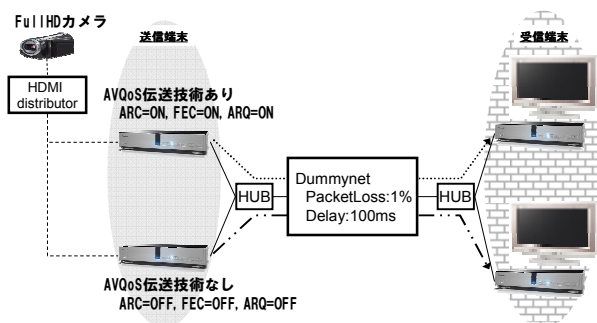 FullHDカメラ
送信端末
受信端末
HDMI
distributor
AVQoS伝送技術あり
ARC=ON, FEC=ON, ARQ=ON
HUB
Dummynet
PacketLoss:1%
Delay:100ms
HUB
AVQoS伝送技術なし
ARC=OFF, FEC=OFF, ARQ=OFF